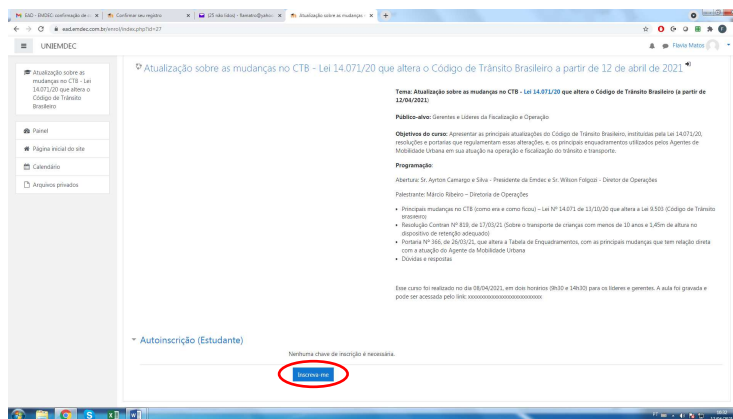 EAD - EMDEC: confirmação de c
Confirmar seu registro
(25 não lidos) - flamatos@yahoo
Atualização sobre as mudanças n
ead.emdec.com.br/enrol/index.php?id=27
UNIEMDEC
Flavia Matos
Atualização sobre as
mudanças no CTB - Lei
14.071/20 que altera o
Código de Trânsito
Brasileiro
Painel
Página inicial do site
Calendário
Arquivos privados
Atualização sobre as mudanças no CTB – Lei 14.071/20 que altera o Código de Trânsito Brasileiro a partir de 12 de abril de 2021
Tema: Atualização sobre as mudanças no CTB - Lei 14.071/20 que altera o Código de Trânsito Brasileiro (a partir de
12/04/2021)
Público-alvo: Gerentes e Líderes da Fiscalização e Operação
Objetivos do curso: Apresentar as principais atualizações do Código de Trânsito Brasileiro, instituídas pela Lei 14.071/20,
resoluções e portarias que regulamentam essas alterações, e, os principais enquadramentos utilizados pelos Agentes de
Mobilidade Urbana em sua atuação na operação e fiscalização do trânsito e transporte.
Programação:
Abertura: Sr. Ayrton Camargo e Silva - Presidente da Emdec e Sr. Wilson Folgozi - Diretor de Operações
Palestrante: Márcio Ribeiro – Diretoria de Operações
• Principais mudanças no CTB (como era e como ficou) – Lei Nº 14.071 de 13/10/20 que altera a Lei 9.503 (Código de Trânsito
Brasileiro)
• Resolução Contran Nº 819, de 17/03/21 (Sobre o transporte de crianças com menos de 10 anos e 1,45m de altura no
dispositivo de retenção adequado)
• Portaria Nº 366, de 26/03/21, que altera a Tabela de Enquadramentos, com as principais mudanças que tem relação direta
com a atuação do Agente da Mobilidade Urbana
• Dúvidas e respostas
Esse curso foi realizado no dia 08/04/2021, em dois horários (9h30 e 14h30) para os líderes e gerentes. A aula foi gravada e
pode ser acessada pelo link: xxxxxxxxxxxxxxxxxxxxxxxxxx
Autoinscrição (Estudante)
Nenhuma chave de inscrição é necessária.
Inscreva-me
PT